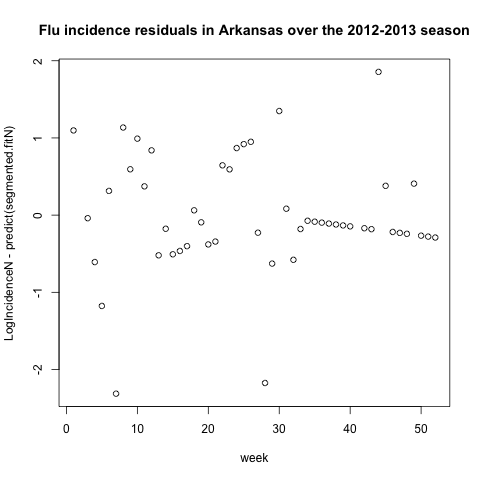 Flu incidence residuals in Arkansas over the 2012-2013 season
LogIncidenceN - predict(segmented.fitN)
2
1
0
-1
-2
0 10 20 30 40 50
week